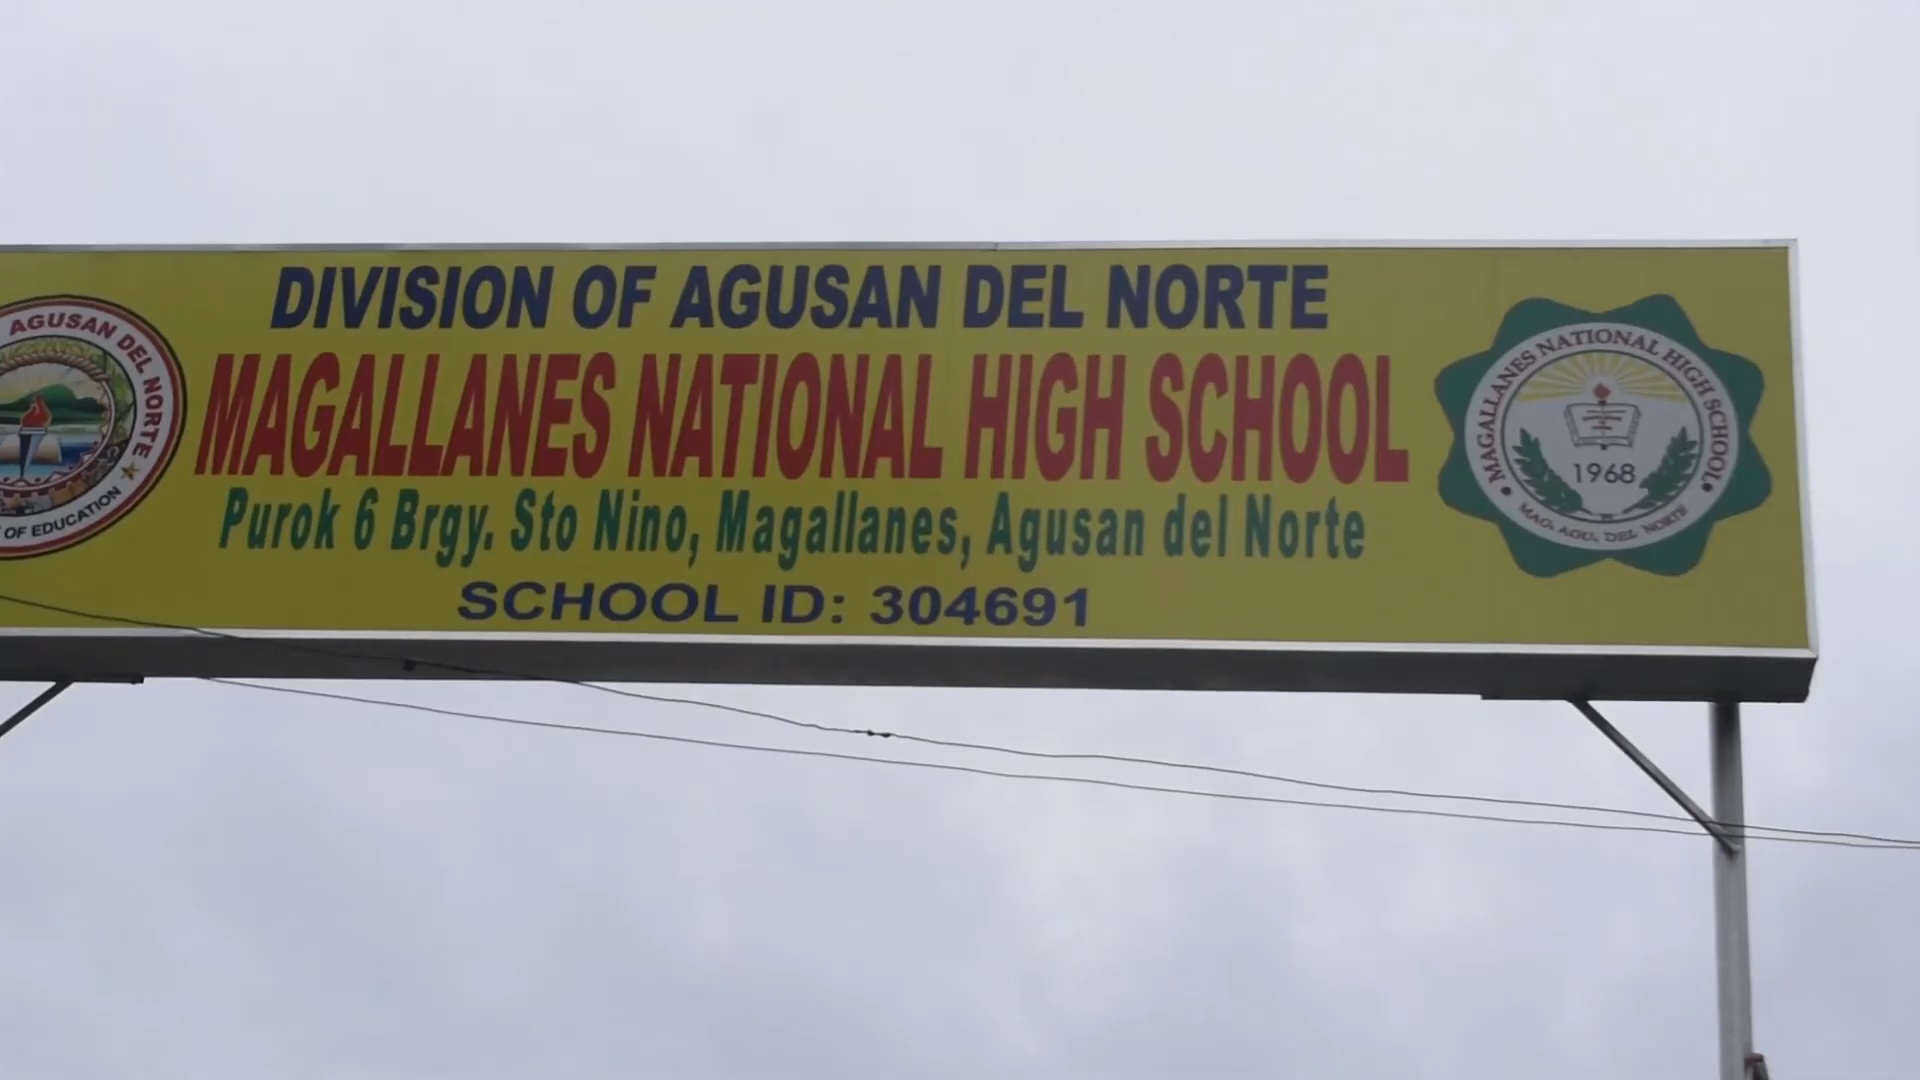 DIVISION OF AGUSAN DEL NORTE
MAGALLANES NATIONAL HIGH SCHOOL
Purok 6 Brgy. Sto Nino, Magallanes, Agusan del Norte
SCHOOL ID: 304691
AGUSAN DEL NORTE
OF EDUCATION
MAGALLANES NATIONAL HIGH SCHOOL
1968
MAG. AGU. DEL NORTE